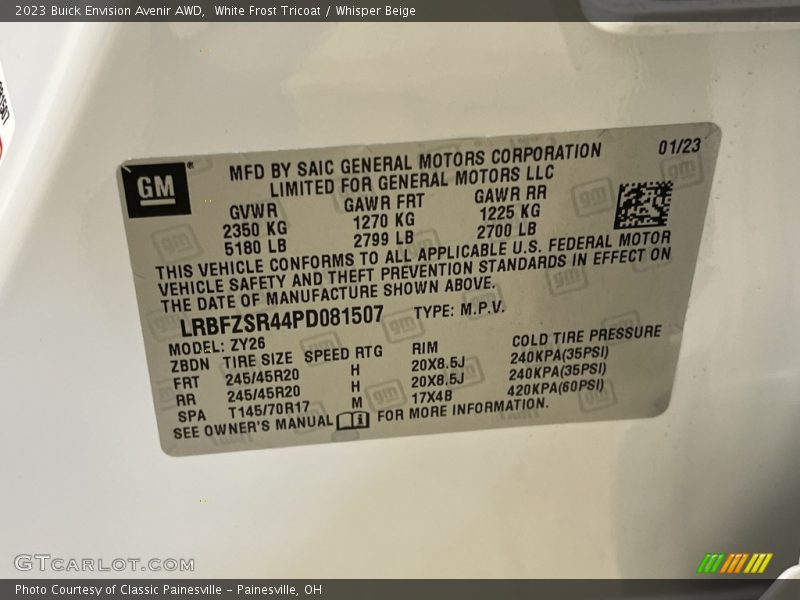 2023 Buick Envision Avenir AWD, White Frost Tricoat / Whisper Beige
GM
®
MFD BY SAIC GENERAL MOTORS CORPORATION
LIMITED FOR GENERAL MOTORS LLC
01/23
GVWR GAWR FRT GAWR RR
2350 KG 1270 KG 1225 KG
5180 LB 2799 LB 2700 LB
THIS VEHICLE CONFORMS TO ALL APPLICABLE U.S. FEDERAL MOTOR
VEHICLE SAFETY AND THEFT PREVENTION STANDARDS IN EFFECT ON
THE DATE OF MANUFACTURE SHOWN ABOVE.
LRBFZSR44PD081507 TYPE: M.P.V.
MODEL: ZY26
ZBDN TIRE SIZE SPEED RTG RIM COLD TIRE PRESSURE
FRT 245/45R20 H 20X8.5J 240KPA(35PSI)
RR 245/45R20 H 20X8.5J 240KPA(35PSI)
SPA T145/70R17 M 17X4B 420KPA(60PSI)
SEE OWNER'S MANUAL FOR MORE INFORMATION.
GTCARLOT.COM
Photo Courtesy of Classic Painesville - Painesville, OH